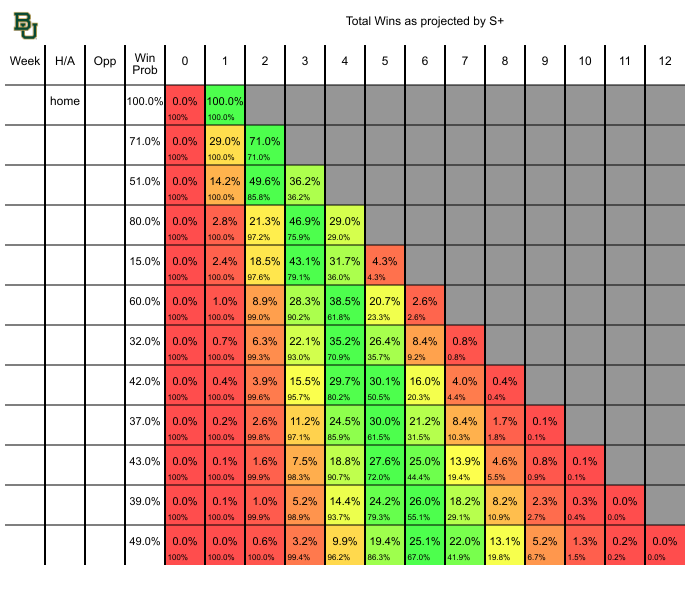 BU
Total Wins as projected by S+
Week H/A Opp Win Prob 0 1 2 3 4 5 6 7 8 9 10 11 12
home 100.0% 0.0% 100.0%
100% 100.0%
71.0% 0.0% 29.0% 71.0%
100% 100.0% 71.0%
51.0% 0.0% 14.2% 49.6% 36.2%
100% 100.0% 85.8% 36.2%
80.0% 0.0% 2.8% 21.3% 46.9% 29.0%
100% 100.0% 97.2% 75.9% 29.0%
15.0% 0.0% 2.4% 18.5% 43.1% 31.7% 4.3%
100% 100.0% 97.6% 79.1% 36.0% 4.3%
60.0% 0.0% 1.0% 8.9% 28.3% 38.5% 20.7% 2.6%
100% 100.0% 99.0% 90.2% 61.8% 23.3% 2.6%
32.0% 0.0% 0.7% 6.3% 22.1% 35.2% 26.4% 8.4% 0.8%
100% 100.0% 99.3% 93.0% 70.9% 35.7% 9.2% 0.8%
42.0% 0.0% 0.4% 3.9% 15.5% 29.7% 30.1% 16.0% 4.0% 0.4%
100% 100.0% 99.6% 95.7% 80.2% 50.5% 20.3% 4.4% 0.4%
37.0% 0.0% 0.2% 2.6% 11.2% 24.5% 30.0% 21.2% 8.4% 1.7% 0.1%
100% 100.0% 99.8% 97.1% 85.9% 61.5% 31.5% 10.3% 1.8% 0.1%
43.0% 0.0% 0.1% 1.6% 7.5% 18.8% 27.6% 25.0% 13.9% 4.6% 0.8% 0.1%
100% 100.0% 99.9% 98.3% 90.7% 72.0% 44.4% 19.4% 5.5% 0.9% 0.1%
39.0% 0.0% 0.1% 1.0% 5.2% 14.4% 24.2% 26.0% 18.2% 8.2% 2.3% 0.3% 0.0%
100% 100.0% 99.9% 98.9% 93.7% 79.3% 55.1% 29.1% 10.9% 2.7% 0.4% 0.0%
49.0% 0.0% 0.0% 0.6% 3.2% 9.9% 19.4% 25.1% 22.0% 13.1% 5.2% 1.3% 0.2% 0.0%
100% 100.0% 100.0% 99.4% 96.2% 86.3% 67.0% 41.9% 19.8% 6.7% 1.5% 0.2% 0.0%